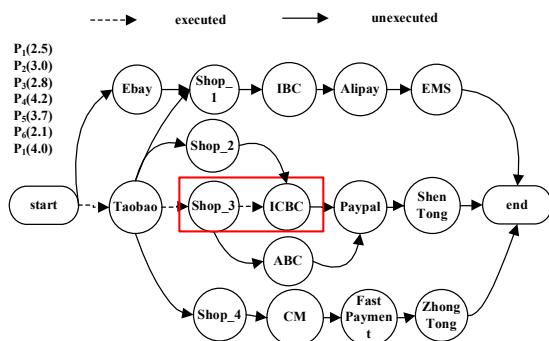 executed
unexecuted
P1(2.5)
P2(3.0)
P3(2.8)
P4(4.2)
P5(3.7)
P6(2.1)
P1(4.0)
Ebay
Shop_
1
IBC
Alipay
EMS
Shop_2
start
Taobao
Shop_3
ICBC
Paypal
Shen
Tong
end
ABC
Shop_4
CM
Fast
Paymen
t
Zhong
Tong